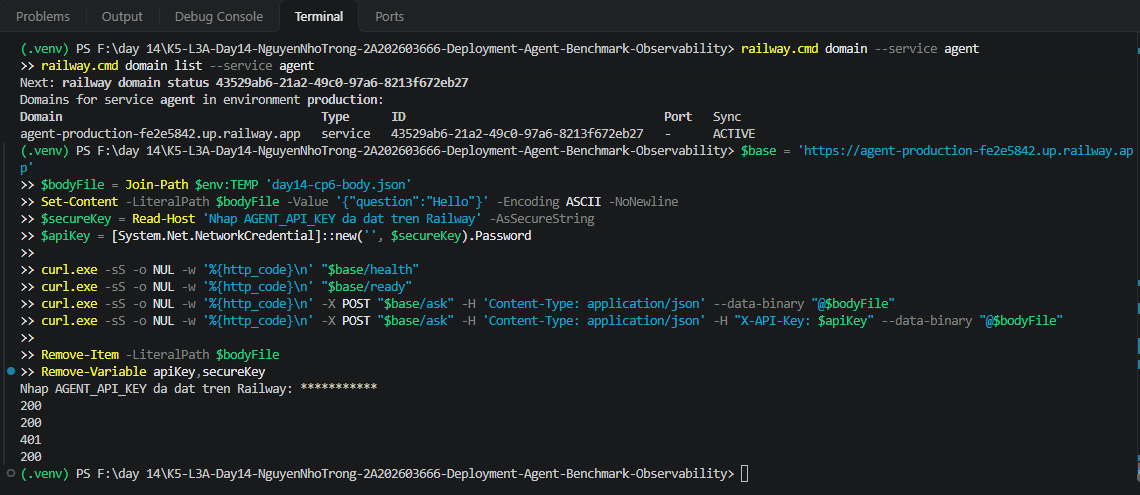 Problems Output Debug Console Terminal Ports
(.venv) PS F:\day 14\K5-L3A-Day14-NguyenNhoTrong-2A202603666-Deployment-Agent-Benchmark-Observability> railway.cmd domain --service agent
>> railway.cmd domain list --service agent
Next: railway domain status 43529ab6-21a2-49c0-97a6-8213f672eb27
Domains for service agent in environment production:
Domain Type ID Port Sync
agent-production-fe2e5842.up.railway.app service 43529ab6-21a2-49c0-97a6-8213f672eb27 - ACTIVE
(.venv) PS F:\day 14\K5-L3A-Day14-NguyenNhoTrong-2A202603666-Deployment-Agent-Benchmark-Observability> $base = 'https://agent-production-fe2e5842.up.railway.ap
p'
>> $bodyFile = Join-Path $env:TEMP 'day14-cp6-body.json'
>> Set-Content -LiteralPath $bodyFile -Value '{"question":"Hello"}' -Encoding ASCII -NoNewline
>> $secureKey = Read-Host 'Nhap AGENT_API_KEY da dat tren Railway' -AsSecureString
>> $apiKey = [System.Net.NetworkCredential]::new('', $secureKey).Password
>>
>> curl.exe -sS -o NUL -w '%{http_code}\n' "$base/health"
>> curl.exe -sS -o NUL -w '%{http_code}\n' "$base/ready"
>> curl.exe -sS -o NUL -w '%{http_code}\n' -X POST "$base/ask" -H 'Content-Type: application/json' --data-binary "@$bodyFile"
>> curl.exe -sS -o NUL -w '%{http_code}\n' -X POST "$base/ask" -H 'Content-Type: application/json' -H "X-API-Key: $apiKey" --data-binary "@$bodyFile"
>>
>> Remove-Item -LiteralPath $bodyFile
>> Remove-Variable apiKey,secureKey
Nhap AGENT_API_KEY da dat tren Railway: ***********
200
200
401
200
(.venv) PS F:\day 14\K5-L3A-Day14-NguyenNhoTrong-2A202603666-Deployment-Agent-Benchmark-Observability>